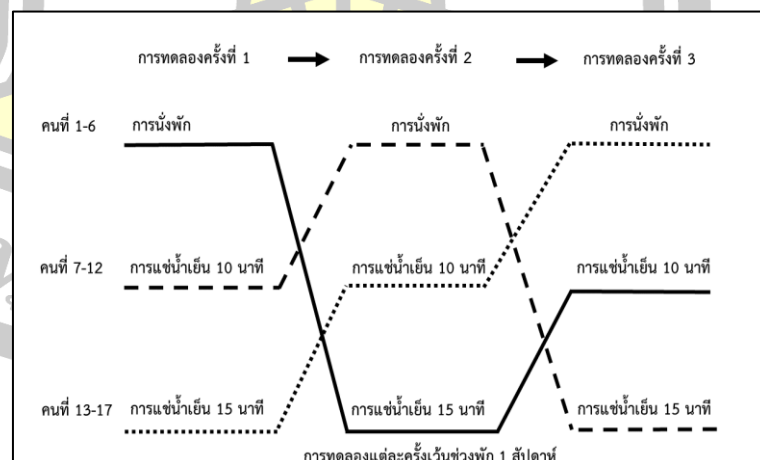 การทดลองครั้งที่ 1 การทดลองครั้งที่ 2 การทดลองครั้งที่ 3
คนที่ 1-6 การนั่งพัก การนั่งพัก การนั่งพัก
คนที่ 7-12 การแช่น้ำเย็น 10 นาที การแช่น้ำเย็น 10 นาที การแช่น้ำเย็น 10 นาที
คนที่ 13-17 การแช่น้ำเย็น 15 นาที การแช่น้ำเย็น 15 นาที การแช่น้ำเย็น 15 นาที
การทดลองแต่ละครั้งเว้นช่วงพัก 1 สัปดาห์